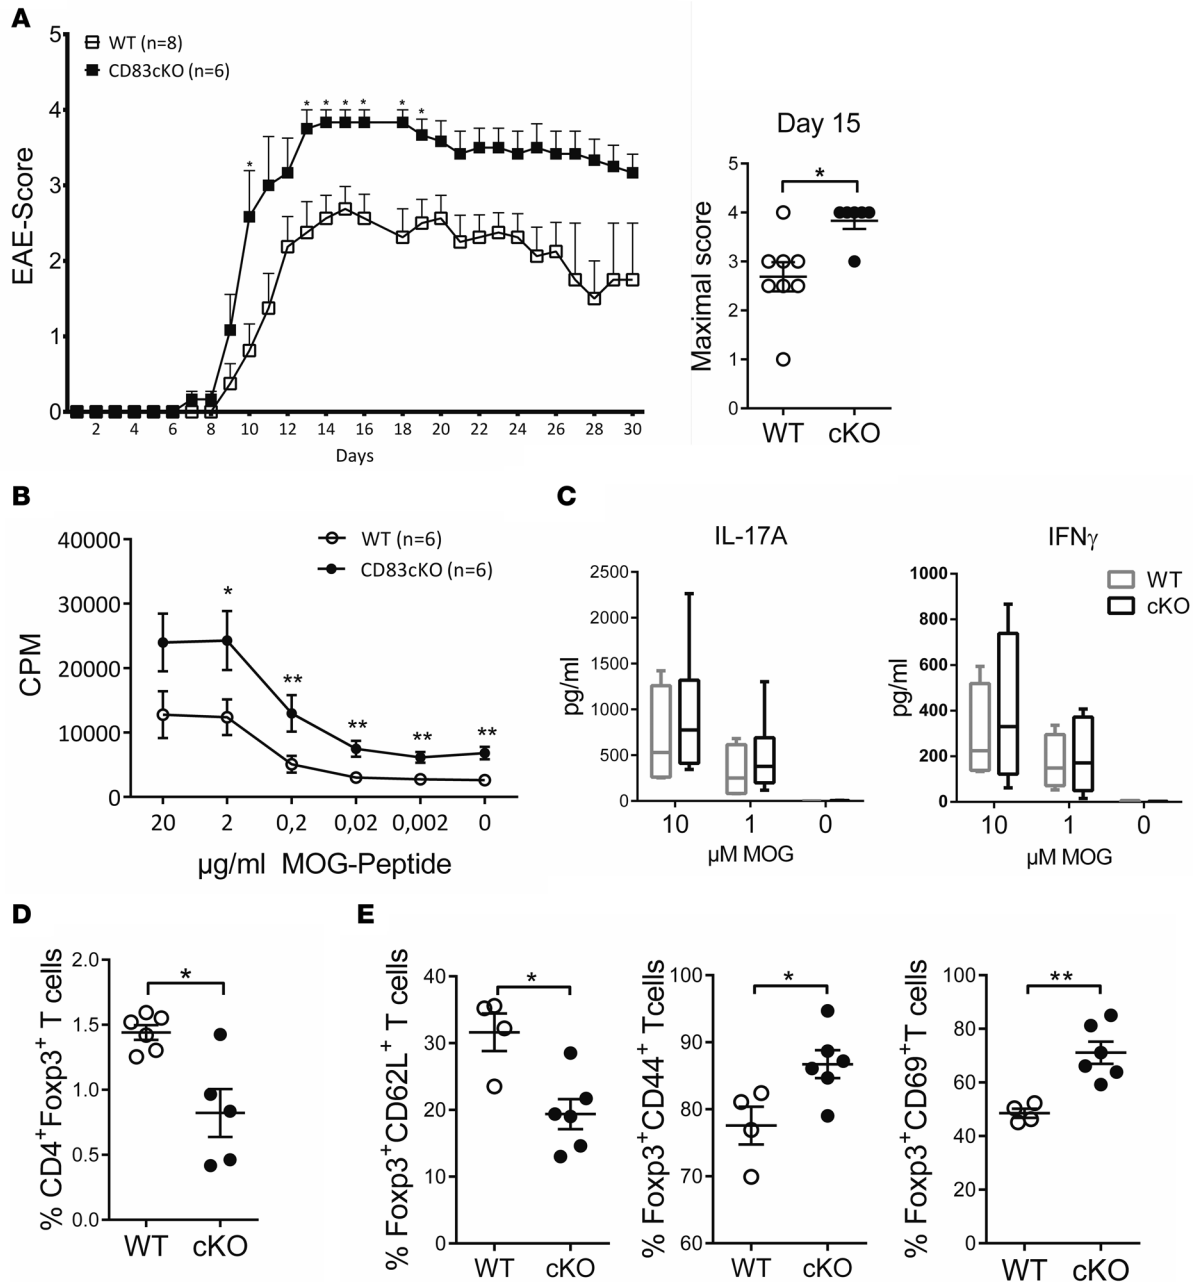 A
WT (n=8)
CD83cKO (n=6)
EAE-Score
5
4
3
2
1
0
* * * * * * *
2 4 6 8 10 12 14 16 18 20 22 24 26 28 30
Days
Day 15
*
Maximal score
5
4
3
2
1
0
WT cKO
B
WT (n=6)
CD83cKO (n=6)
CPM
40000
30000
20000
10000
0
* ** ** ** **
20 2 0,2 0,02 0,002 0
µg/ml MOG-Peptide
C
IL-17A
pg/ml
2500
2000
1500
1000
500
0
10 1 0
µM MOG
IFNγ
WT
cKO
pg/ml
1000
800
600
400
200
0
10 1 0
µM MOG
D
% CD4+Foxp3+ T cells
2.0
1.5
1.0
0.5
0.0
*
WT cKO
E
% Foxp3+CD62L+ T cells
40
30
20
10
0
*
WT cKO
% Foxp3+CD44+ Tcells
100
90
80
70
60
*
WT cKO
% Foxp3+CD69+T cells
100
80
60
40
20
0
**
WT cKO